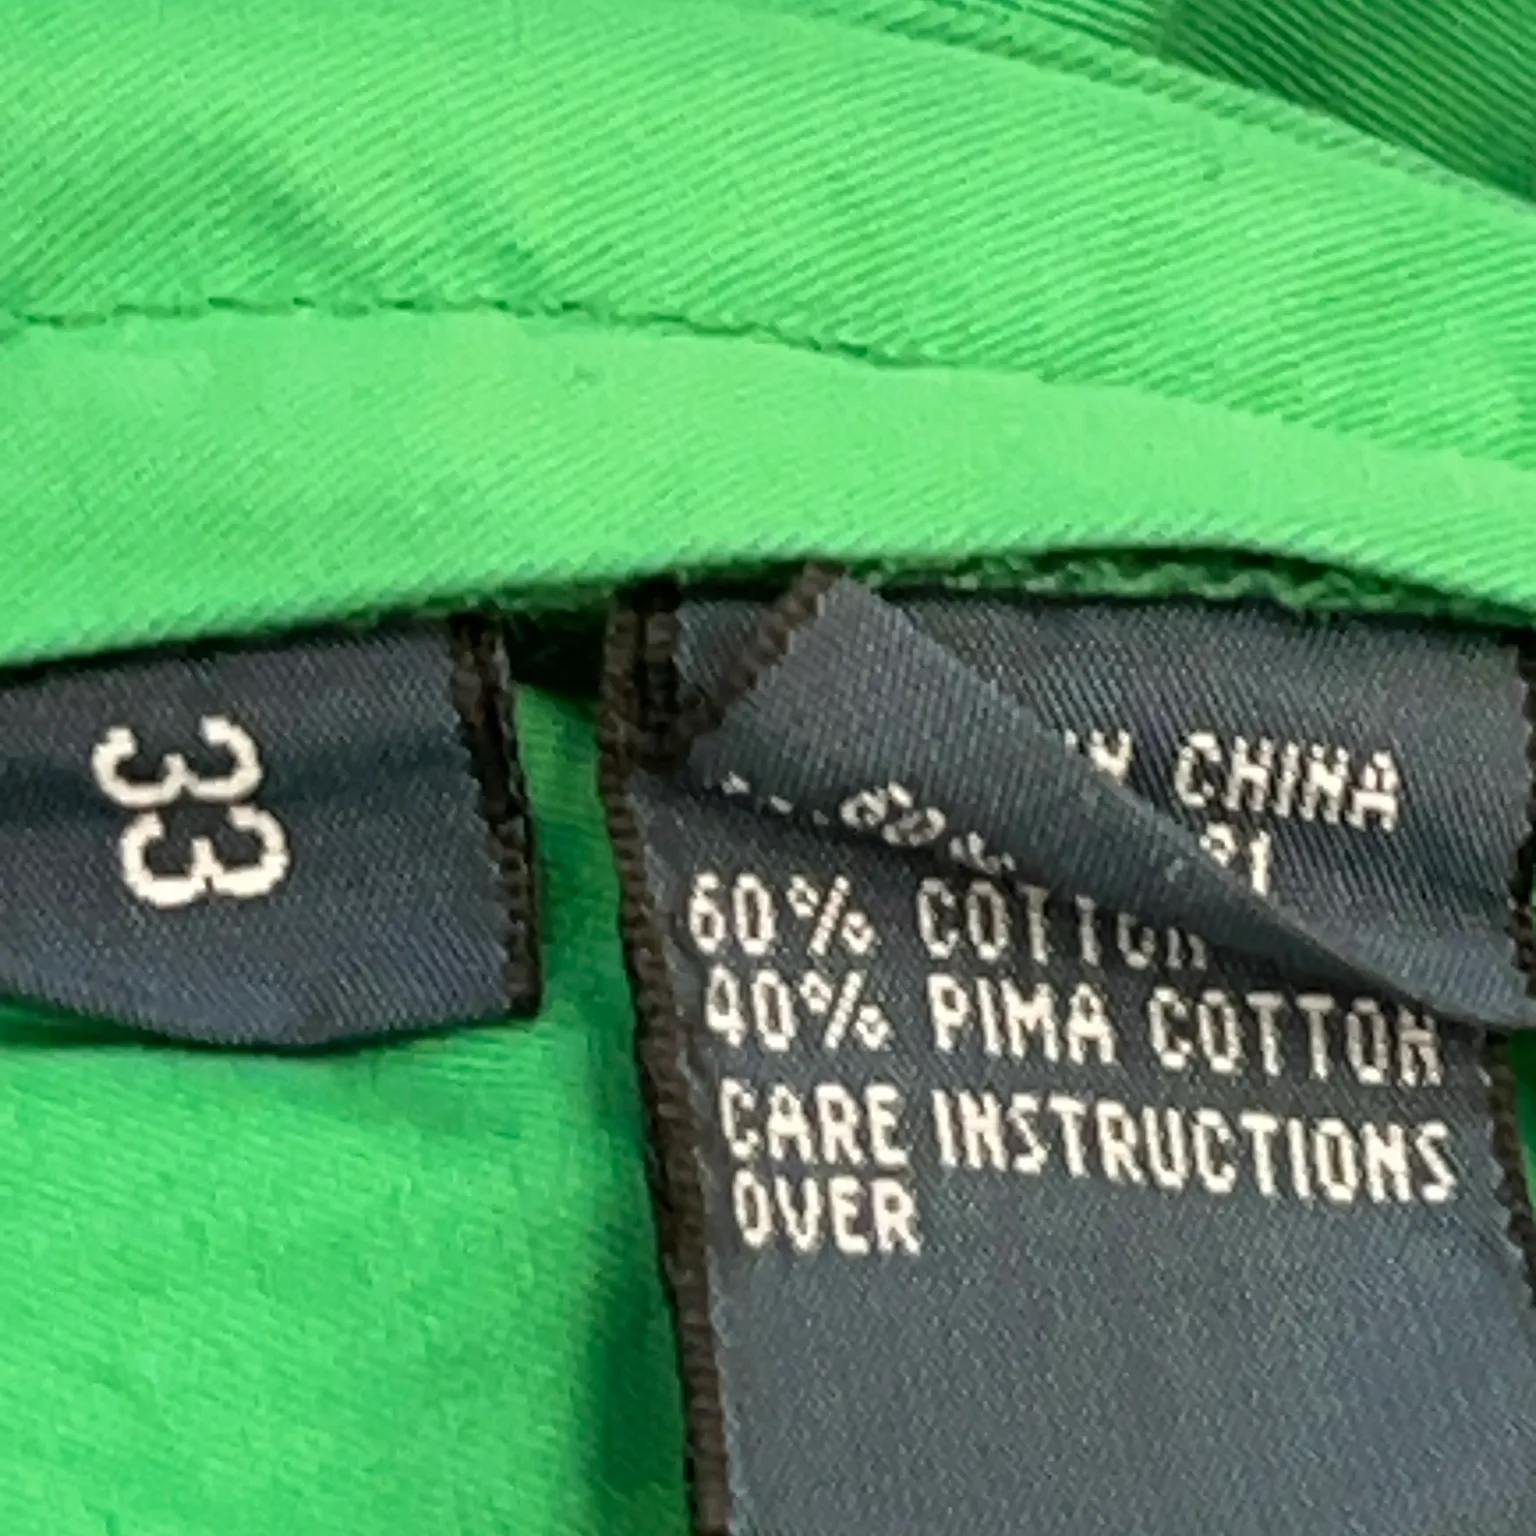 33
CHINA
60% COTTON
40% PIMA COTTON
CARE INSTRUCTIONS
OVER